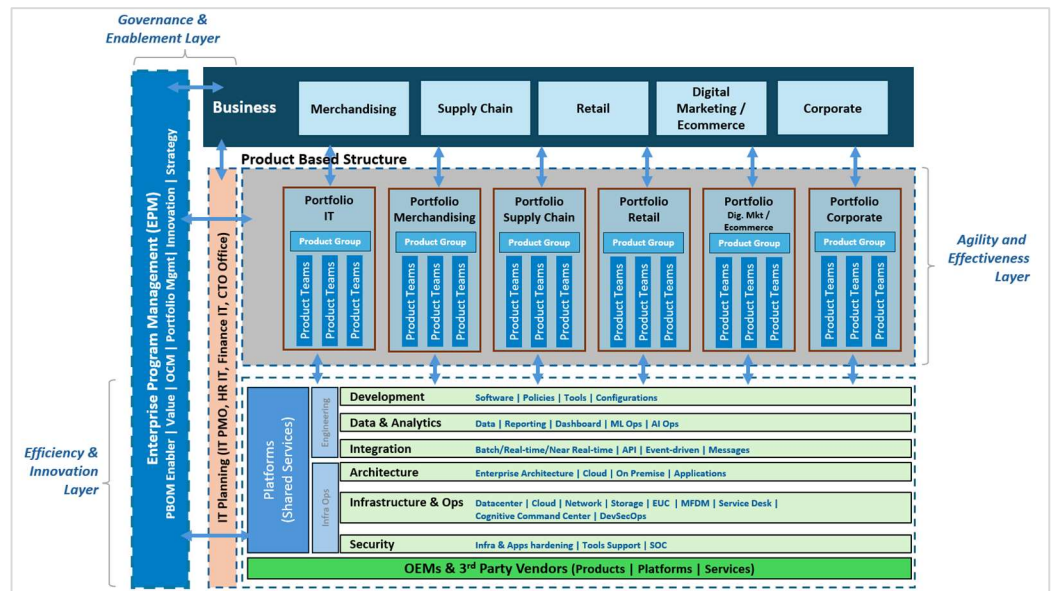 Governance &
Enablement Layer
Business
Merchandising
Supply Chain
Retail
Digital
Marketing /
Ecommerce
Corporate
Enterprise Program Management (EPM)
PBOM Enabler | Value | OCM | Portfolio Mgmt| Innovation | Strategy
IT Planning (IT PMO, HR IT, Finance IT, CTO Office)
Product Based Structure
Portfolio
IT
Product Group
Product Teams
Product Teams
Product Teams
Portfolio
Merchandising
Product Group
Product Teams
Product Teams
Product Teams
Portfolio
Supply Chain
Product Group
Product Teams
Product Teams
Product Teams
Portfolio
Retail
Product Group
Product Teams
Product Teams
Product Teams
Portfolio
Dig. Mkt /
Ecommerce
Product Group
Product Teams
Product Teams
Product Teams
Portfolio
Corporate
Product Group
Product Teams
Product Teams
Product Teams
Agility and
Effectiveness
Layer
Efficiency &
Innovation
Layer
Platforms
(Shared Services)
Engineering
Infra Ops
Development Software | Policies | Tools | Configurations
Data & Analytics Data | Reporting | Dashboard | ML Ops | AI Ops
Integration Batch/Real-time/Near Real-time | API | Event-driven | Messages
Architecture Enterprise Architecture | Cloud | On Premise | Applications
Infrastructure & Ops Datacenter | Cloud | Network | Storage | EUC | MFDM | Service Desk |
Cognitive Command Center | DevSecOps
Security Infra & Apps hardening | Tools Support | SOC
OEMs & 3rd Party Vendors (Products | Platforms | Services)